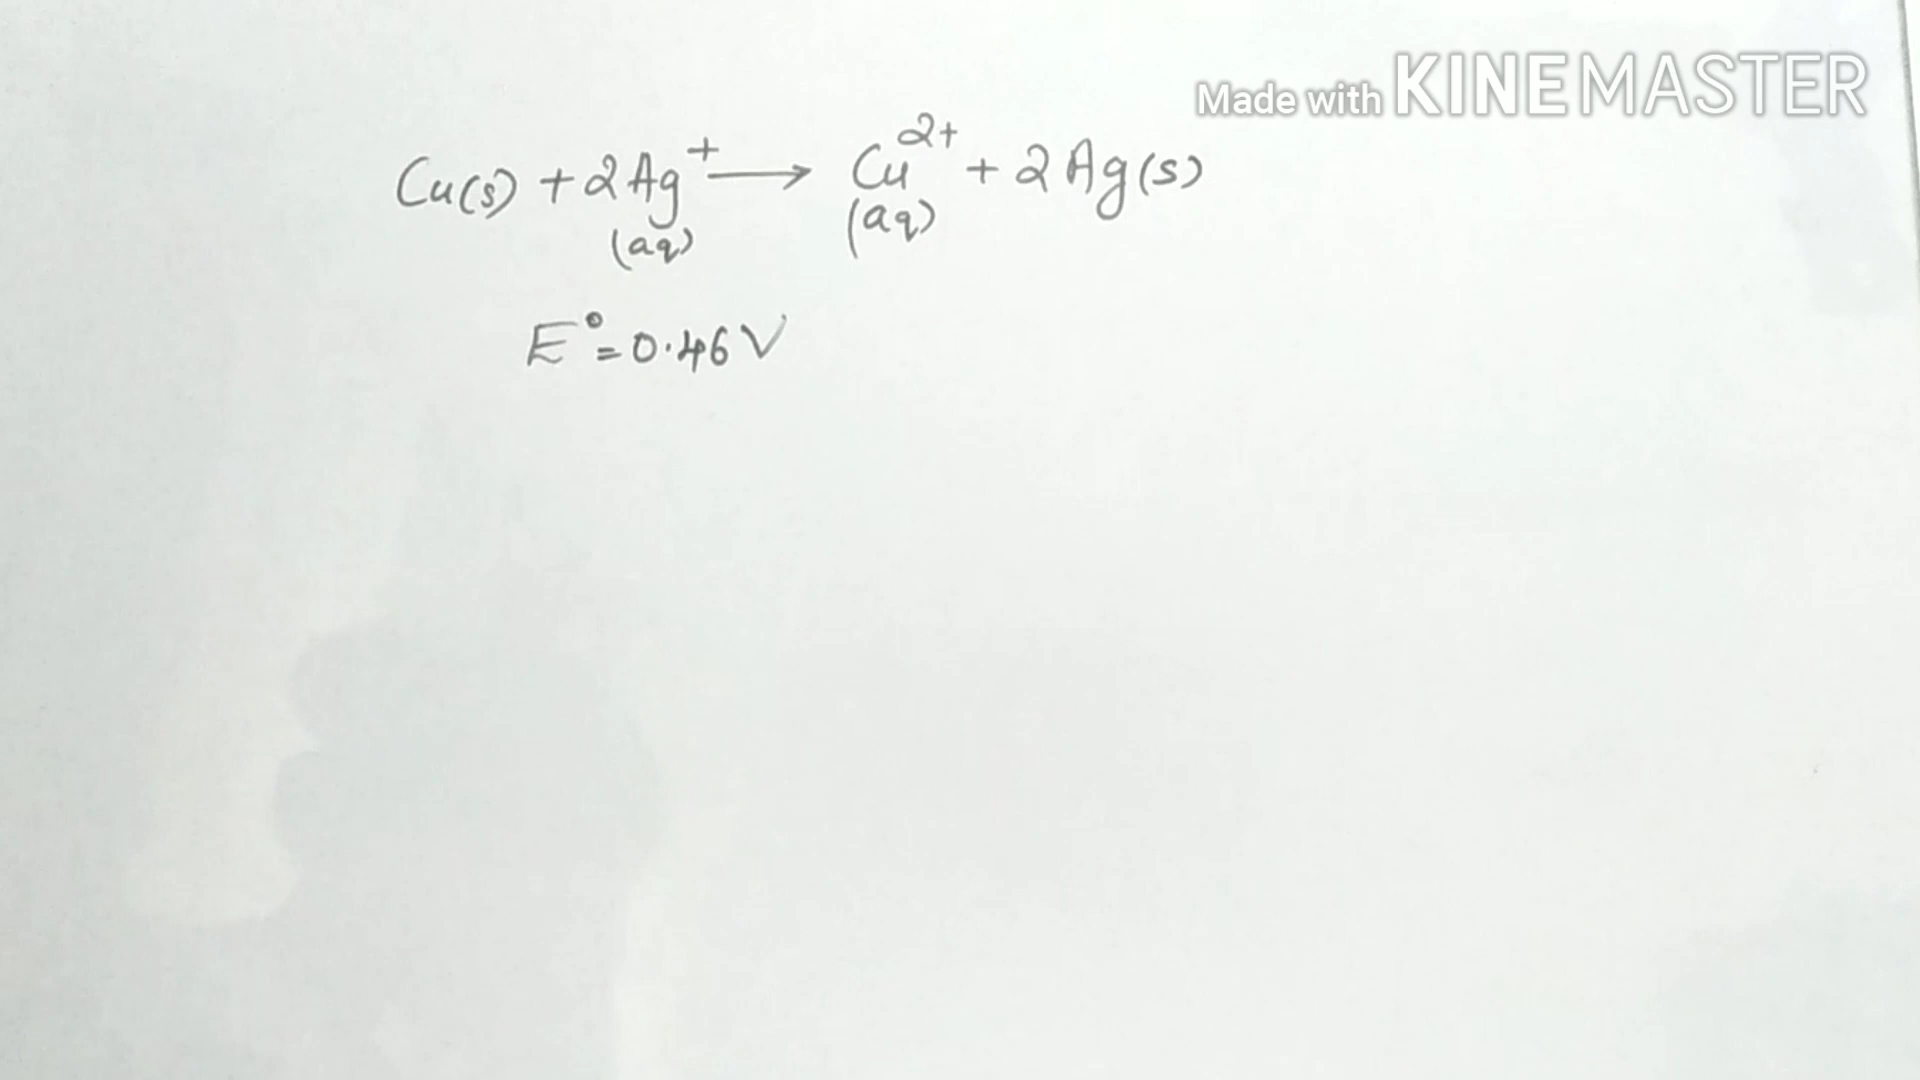 Made with KINEMASTER
Cu(s) + 2Ag⁺ ⟶ Cu²⁺ + 2Ag(s)
(aq) (aq)
E° = 0.46 V